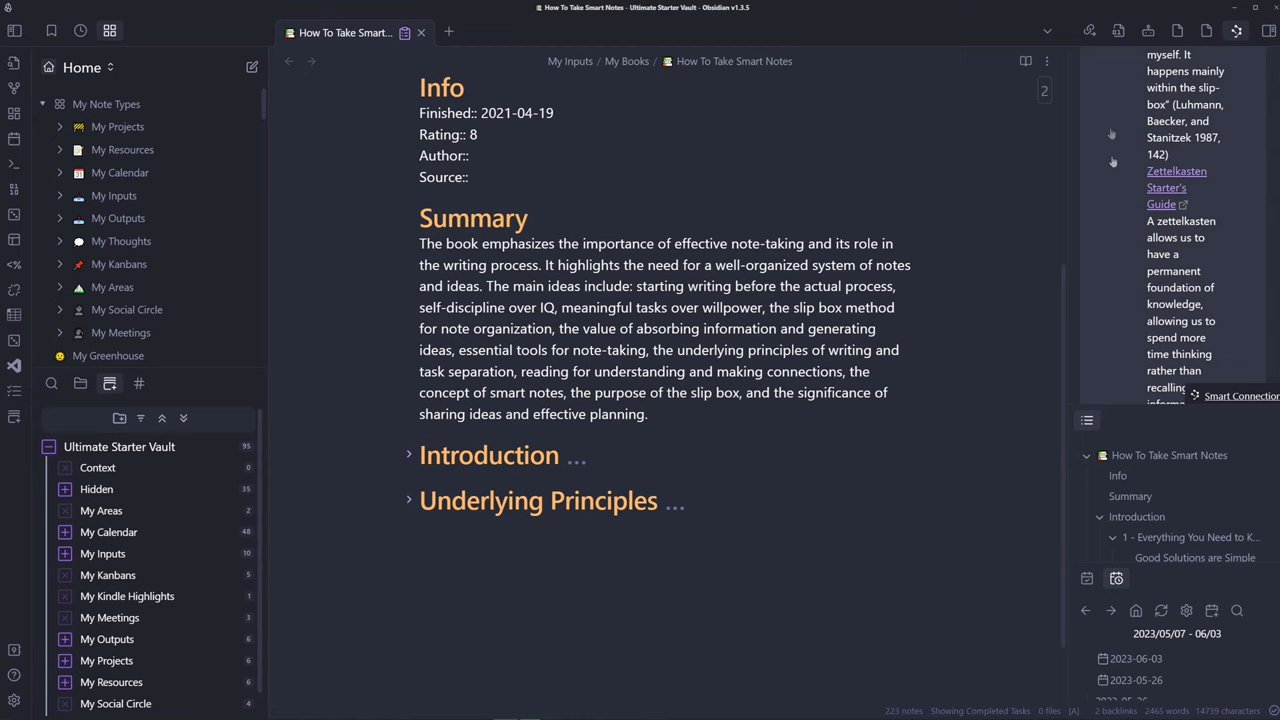 How To Take Smart Notes - Ultimate Starter Vault - Obsidian v1.3.5
How To Take Smart...
Home
My Note Types
My Projects
My Resources
My Calendar
My Inputs
My Outputs
My Thoughts
My Kanbans
My Areas
My Social Circle
My Meetings
My Greenhouse
Ultimate Starter Vault 95
Context 0
Hidden 35
My Areas 2
My Calendar 48
My Inputs 10
My Kanbans 5
My Kindle Highlights 1
My Meetings 3
My Outputs 6
My Projects 6
My Resources 6
My Social Circle 4
My Inputs / My Books / How To Take Smart Notes
2
Info
Finished:: 2021-04-19
Rating:: 8
Author::
Source::
Summary
The book emphasizes the importance of effective note-taking and its role in
the writing process. It highlights the need for a well-organized system of notes
and ideas. The main ideas include: starting writing before the actual process,
self-discipline over IQ, meaningful tasks over willpower, the slip box method
for note organization, the value of absorbing information and generating
ideas, essential tools for note-taking, the underlying principles of writing and
task separation, reading for understanding and making connections, the
concept of smart notes, the purpose of the slip box, and the significance of
sharing ideas and effective planning.
Introduction ...
Underlying Principles ...
myself. It
happens mainly
within the slip-
box” (Luhmann,
Baecker, and
Stanitzek 1987,
142)
Zettelkasten
Starter's
Guide
A zettelkasten
allows us to
have a
permanent
foundation of
knowledge,
allowing us to
spend more
time thinking
rather than
recalling
Smart Connection
How To Take Smart Notes
Info
Summary
Introduction
1 - Everything You Need to K...
Good Solutions are Simple
2023/05/07 - 06/03
2023-06-03
2023-05-26
223 notes Showing Completed Tasks 0 files [A] 2 backlinks 2465 words 14739 characters